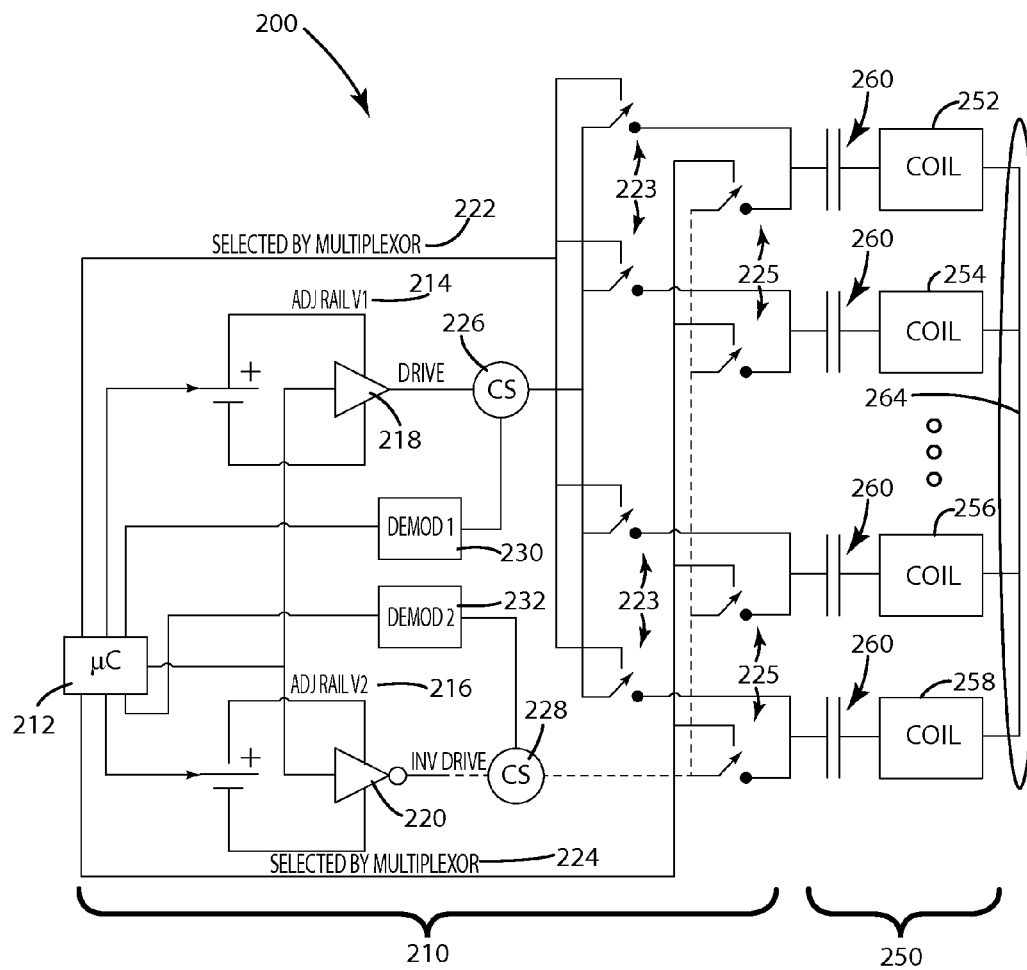 200
260
252
COIL
223
222
SELECTED BY MULTIPLEXOR
225
260
254
COIL
ADJ RAIL V1
214
226
+
DRIVE
CS
218
264
DEMOD 1
230
260
256
COIL
232
DEMOD 2
223
μC
212
ADJ RAIL V2
216
225
260
258
COIL
228
+
INV DRIVE
CS
220
SELECTED BY MULTIPLEXOR
224
210
250